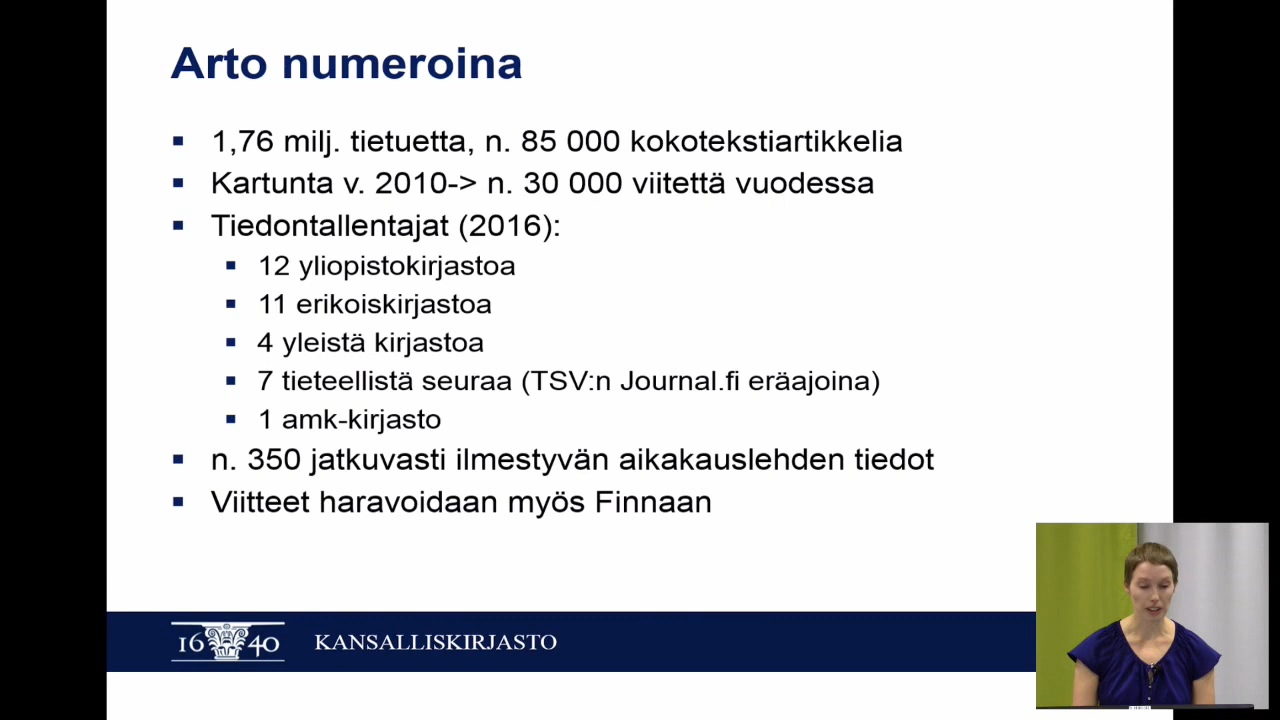 Arto numeroina
1,76 milj. tietuetta, n. 85 000 kokotekstiartikkelia
Kartunta v. 2010-> n. 30 000 viitettä vuodessa
Tiedontallentajat (2016):
12 yliopistokirjastoa
11 erikoiskirjastoa
4 yleistä kirjastoa
7 tieteellistä seuraa (TSV:n Journal.fi eräajoina)
1 amk-kirjasto
n. 350 jatkuvasti ilmestyvän aikakauslehden tiedot
Viitteet haravoidaan myös Finnaan
16 40 KANSALLISKIRJASTO